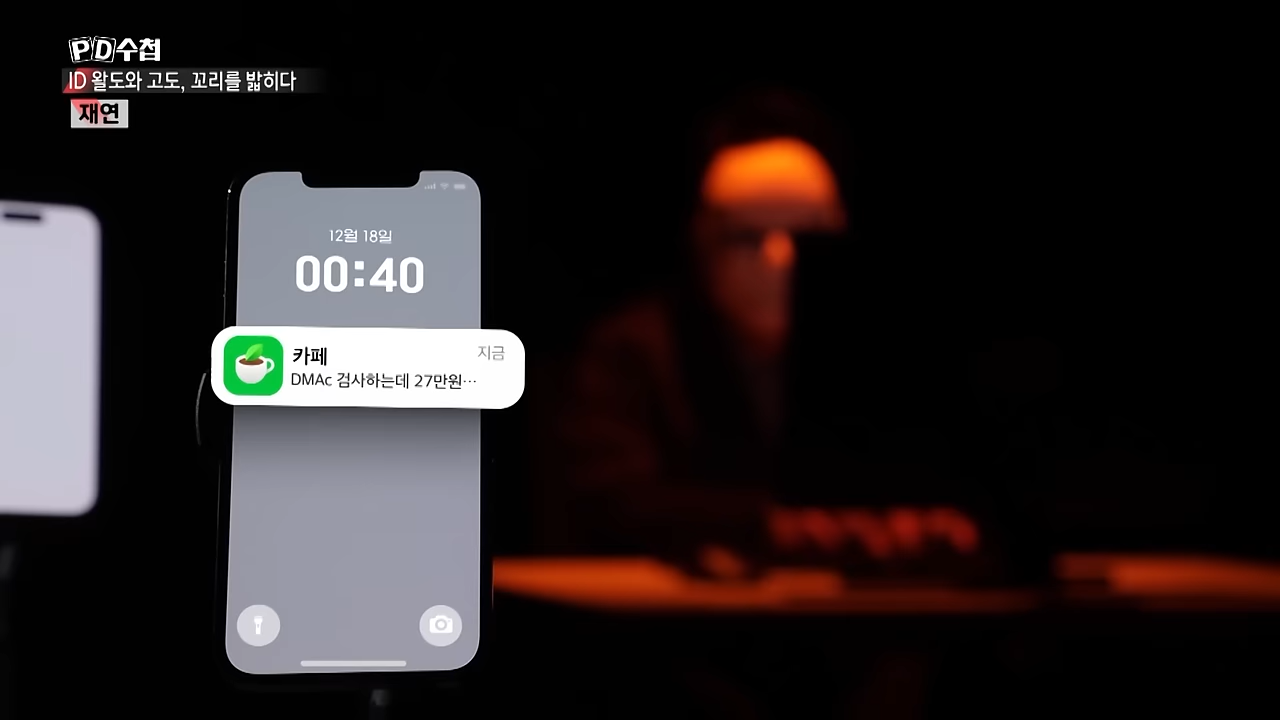 PD수첩
ID 왈도와 고도, 꼬리를 밟히다
재연
12월 18일
00:40
카페
지금
DMAc 검사하는데 27만원…